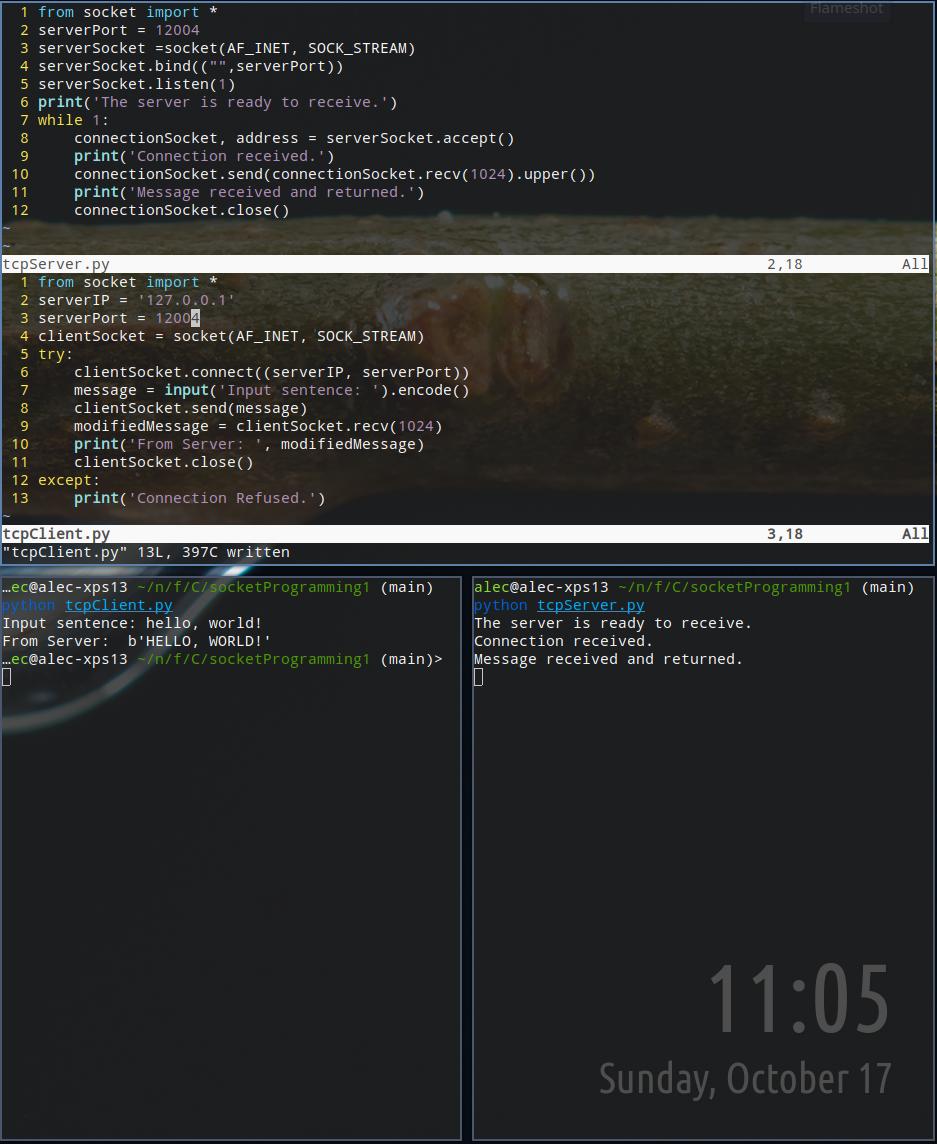 Flameshot
1 from socket import *
2 serverPort = 12004
3 serverSocket =socket(AF_INET, SOCK_STREAM)
4 serverSocket.bind(("",serverPort))
5 serverSocket.listen(1)
6 print('The server is ready to receive.')
7 while 1:
8     connectionSocket, address = serverSocket.accept()
9     print('Connection received.')
10     connectionSocket.send(connectionSocket.recv(1024).upper())
11     print('Message received and returned.')
12     connectionSocket.close()
~
~
tcpServer.py 2,18 All
1 from socket import *
2 serverIP = '127.0.0.1'
3 serverPort = 12004
4 clientSocket = socket(AF_INET, SOCK_STREAM)
5 try:
6     clientSocket.connect((serverIP, serverPort))
7     message = input('Input sentence: ').encode()
8     clientSocket.send(message)
9     modifiedMessage = clientSocket.recv(1024)
10     print('From Server: ', modifiedMessage)
11     clientSocket.close()
12 except:
13     print('Connection Refused.')
~
tcpClient.py 3,18 All
"tcpClient.py" 13L, 397C written
…ec@alec-xps13 ~/n/f/C/socketProgramming1 (main)
python tcpClient.py
Input sentence: hello, world!
From Server:  b'HELLO, WORLD!'
…ec@alec-xps13 ~/n/f/C/socketProgramming1 (main)>
alec@alec-xps13 ~/n/f/C/socketProgramming1 (main)
python tcpServer.py
The server is ready to receive.
Connection received.
Message received and returned.
11:05
Sunday, October 17